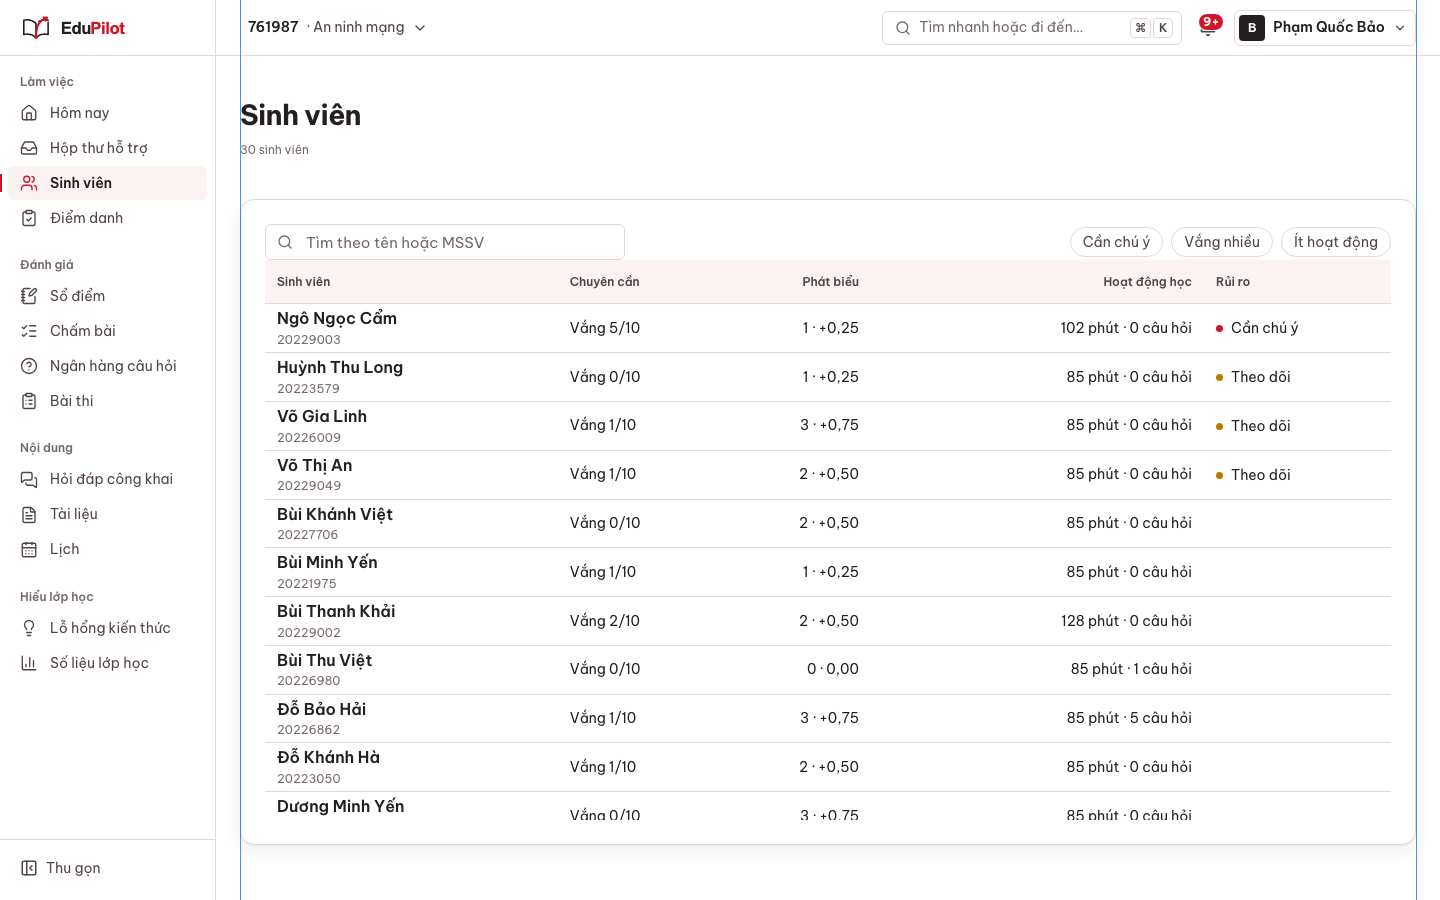 EduPilot
761987 · An ninh mạng
Tìm nhanh hoặc đi đến...
⌘ K
9+
B Phạm Quốc Bảo
Làm việc
Hôm nay
Hộp thư hỗ trợ
Sinh viên
Điểm danh
Đánh giá
Sổ điểm
Chấm bài
Ngân hàng câu hỏi
Bài thi
Nội dung
Hỏi đáp công khai
Tài liệu
Lịch
Hiểu lớp học
Lỗ hổng kiến thức
Số liệu lớp học
Thu gọn
Sinh viên
30 sinh viên
Tìm theo tên hoặc MSSV
Cần chú ý
Vắng nhiều
Ít hoạt động
Sinh viên Chuyên cần Phát biểu Hoạt động học Rủi ro
Ngô Ngọc Cẩm
20229003
Vắng 5/10 1 · +0,25 102 phút · 0 câu hỏi Cần chú ý
Huỳnh Thu Long
20223579
Vắng 0/10 1 · +0,25 85 phút · 0 câu hỏi Theo dõi
Võ Gia Linh
20226009
Vắng 1/10 3 · +0,75 85 phút · 0 câu hỏi Theo dõi
Võ Thị An
20229049
Vắng 1/10 2 · +0,50 85 phút · 0 câu hỏi Theo dõi
Bùi Khánh Việt
20227706
Vắng 0/10 2 · +0,50 85 phút · 0 câu hỏi
Bùi Minh Yến
20221975
Vắng 1/10 1 · +0,25 85 phút · 0 câu hỏi
Bùi Thanh Khải
20229002
Vắng 2/10 2 · +0,50 128 phút · 0 câu hỏi
Bùi Thu Việt
20226980
Vắng 0/10 0 · 0,00 85 phút · 1 câu hỏi
Đỗ Bảo Hải
20226862
Vắng 1/10 3 · +0,75 85 phút · 5 câu hỏi
Đỗ Khánh Hà
20223050
Vắng 1/10 2 · +0,50 85 phút · 0 câu hỏi
Dương Minh Yến
Vắng 0/10 3 · +0,75 85 phút · 0 câu hỏi